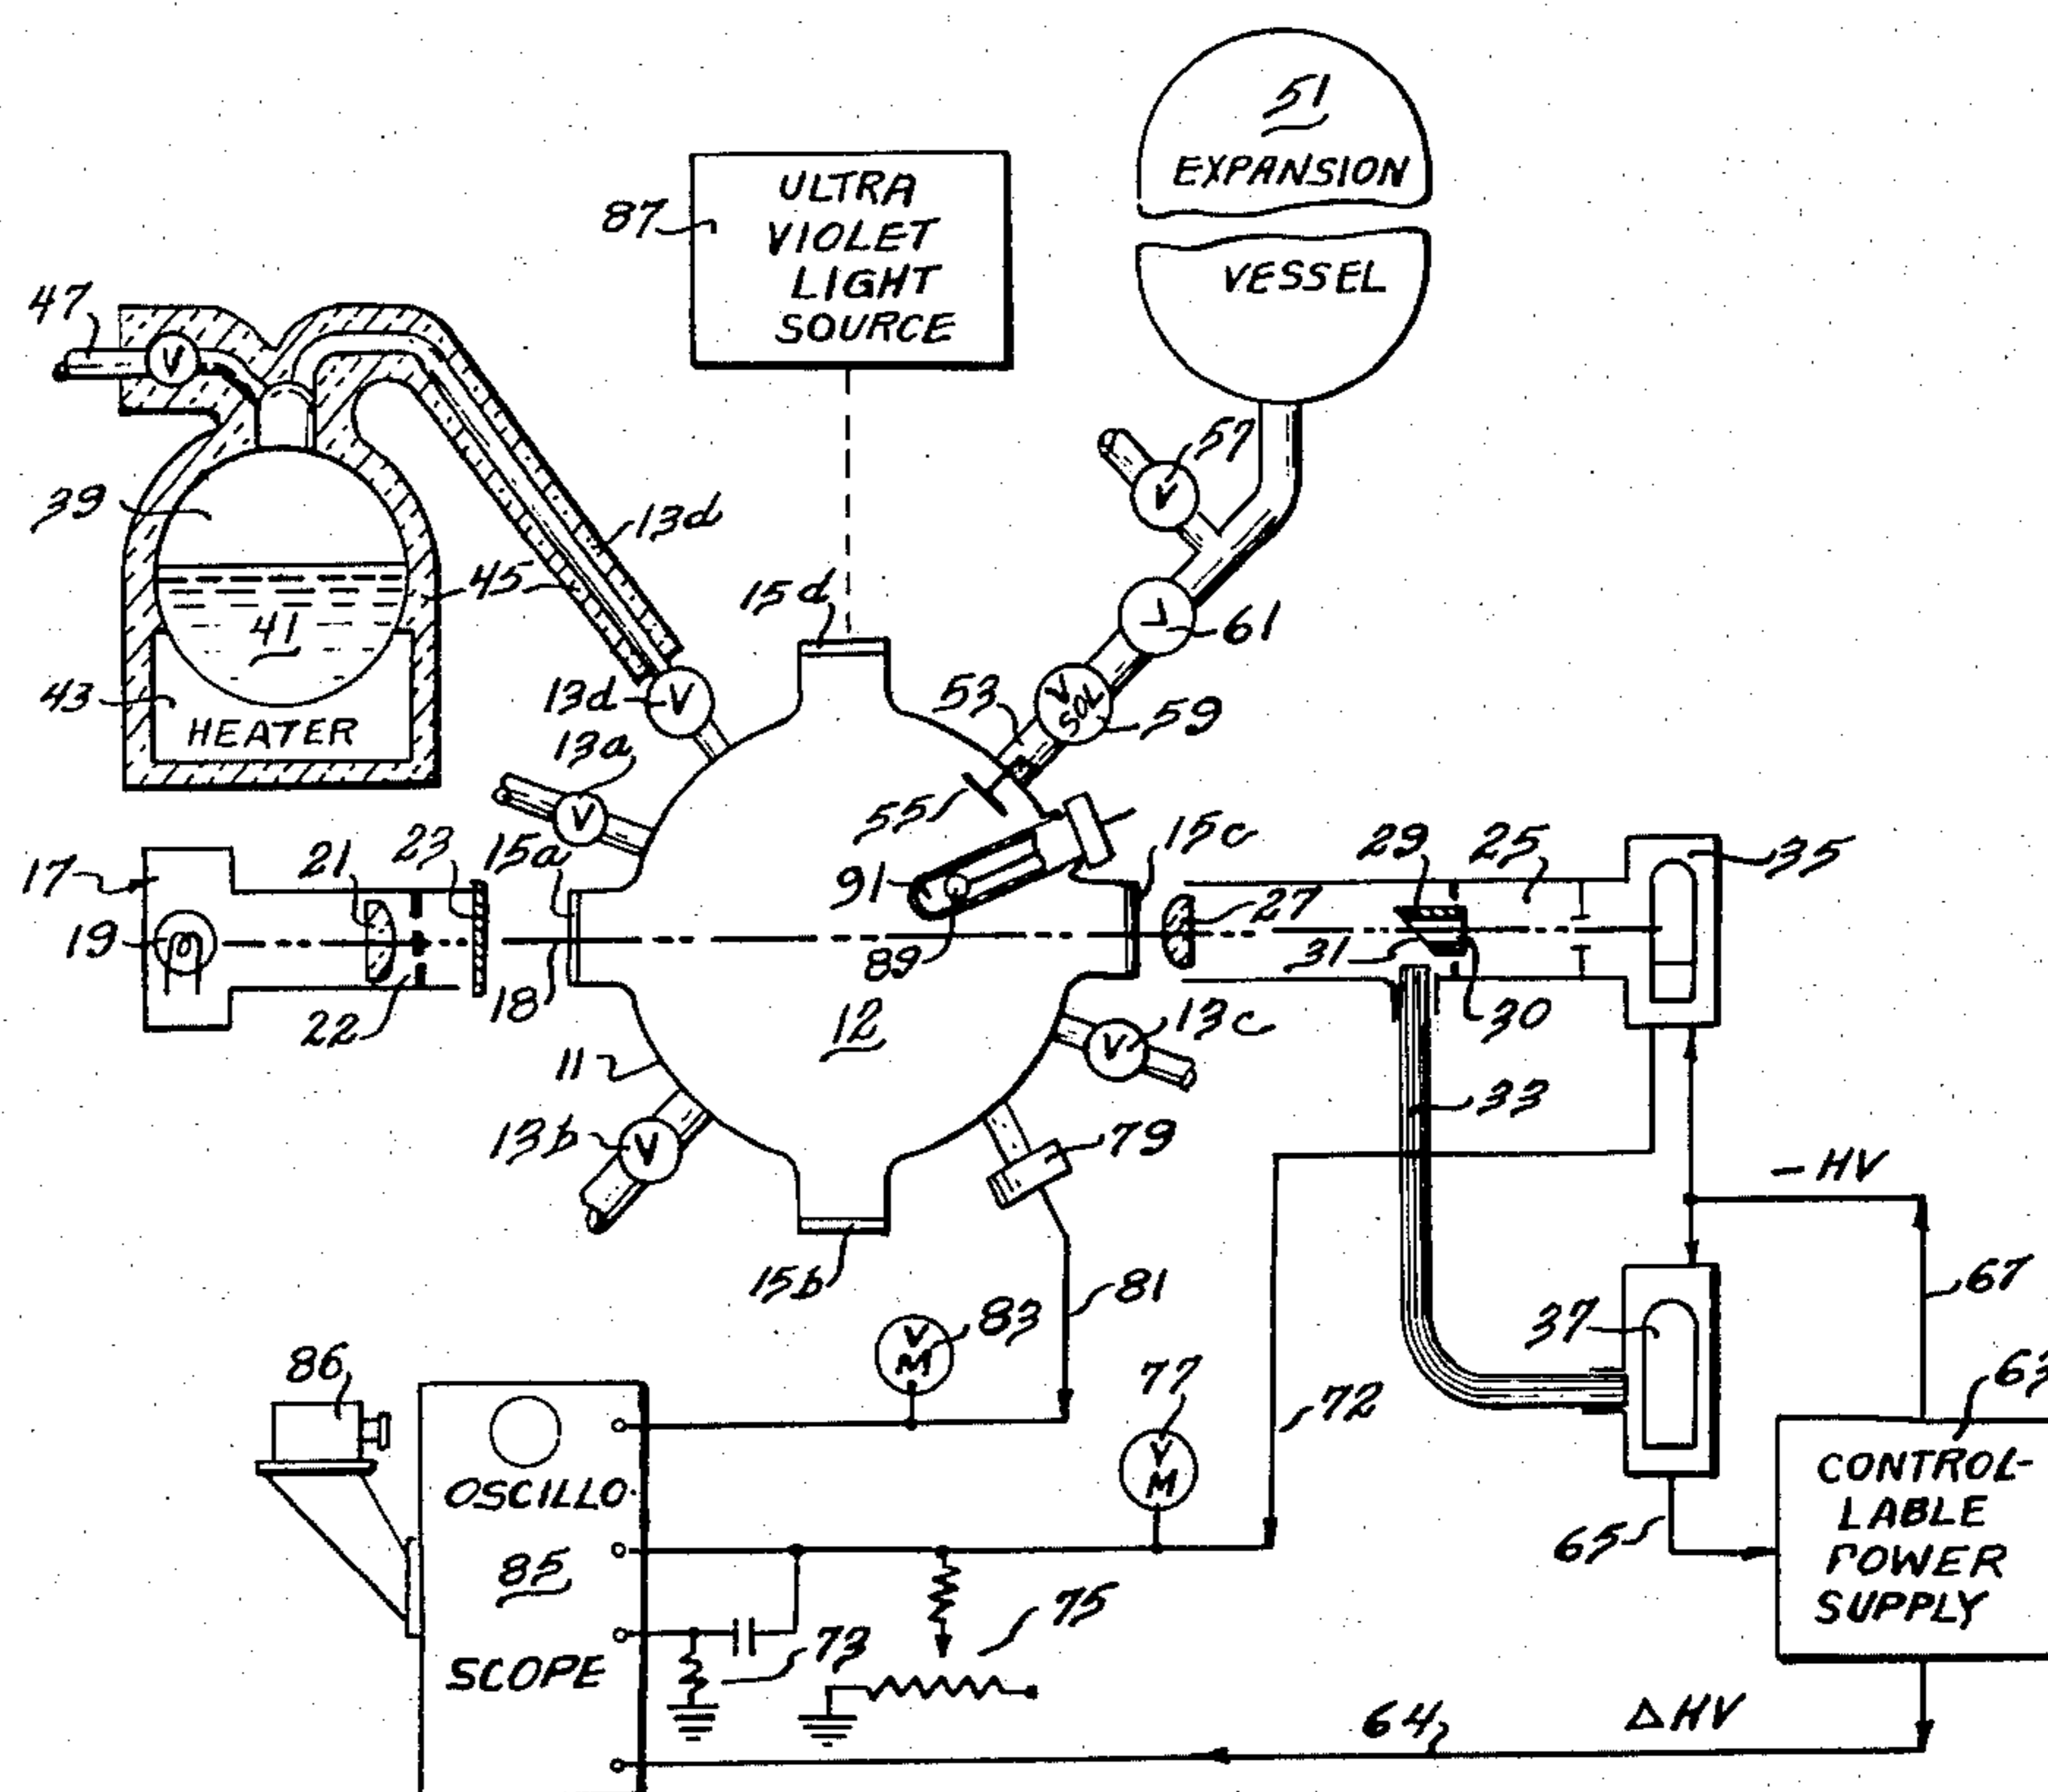 51
EXPANSION
VESSEL
ULTRA
VIOLET
LIGHT
SOURCE
87
47
V
57
V
39
13d
45
15d
41
61
43
HEATER
13d
V
53
V
SOL
59
13a
V
55
15c
29
25
35
17
21
23
15a
91
27
19
89
31
22
18
30
12
13c
V
11
33
13b
V
79
- HV
15b
81
67
83
V
M
37
86
77
63
V
M
72
OSCILLO-
CONTROL-
LABLE
POWER
SUPPLY
65
85
75
73
SCOPE
64
Δ HV